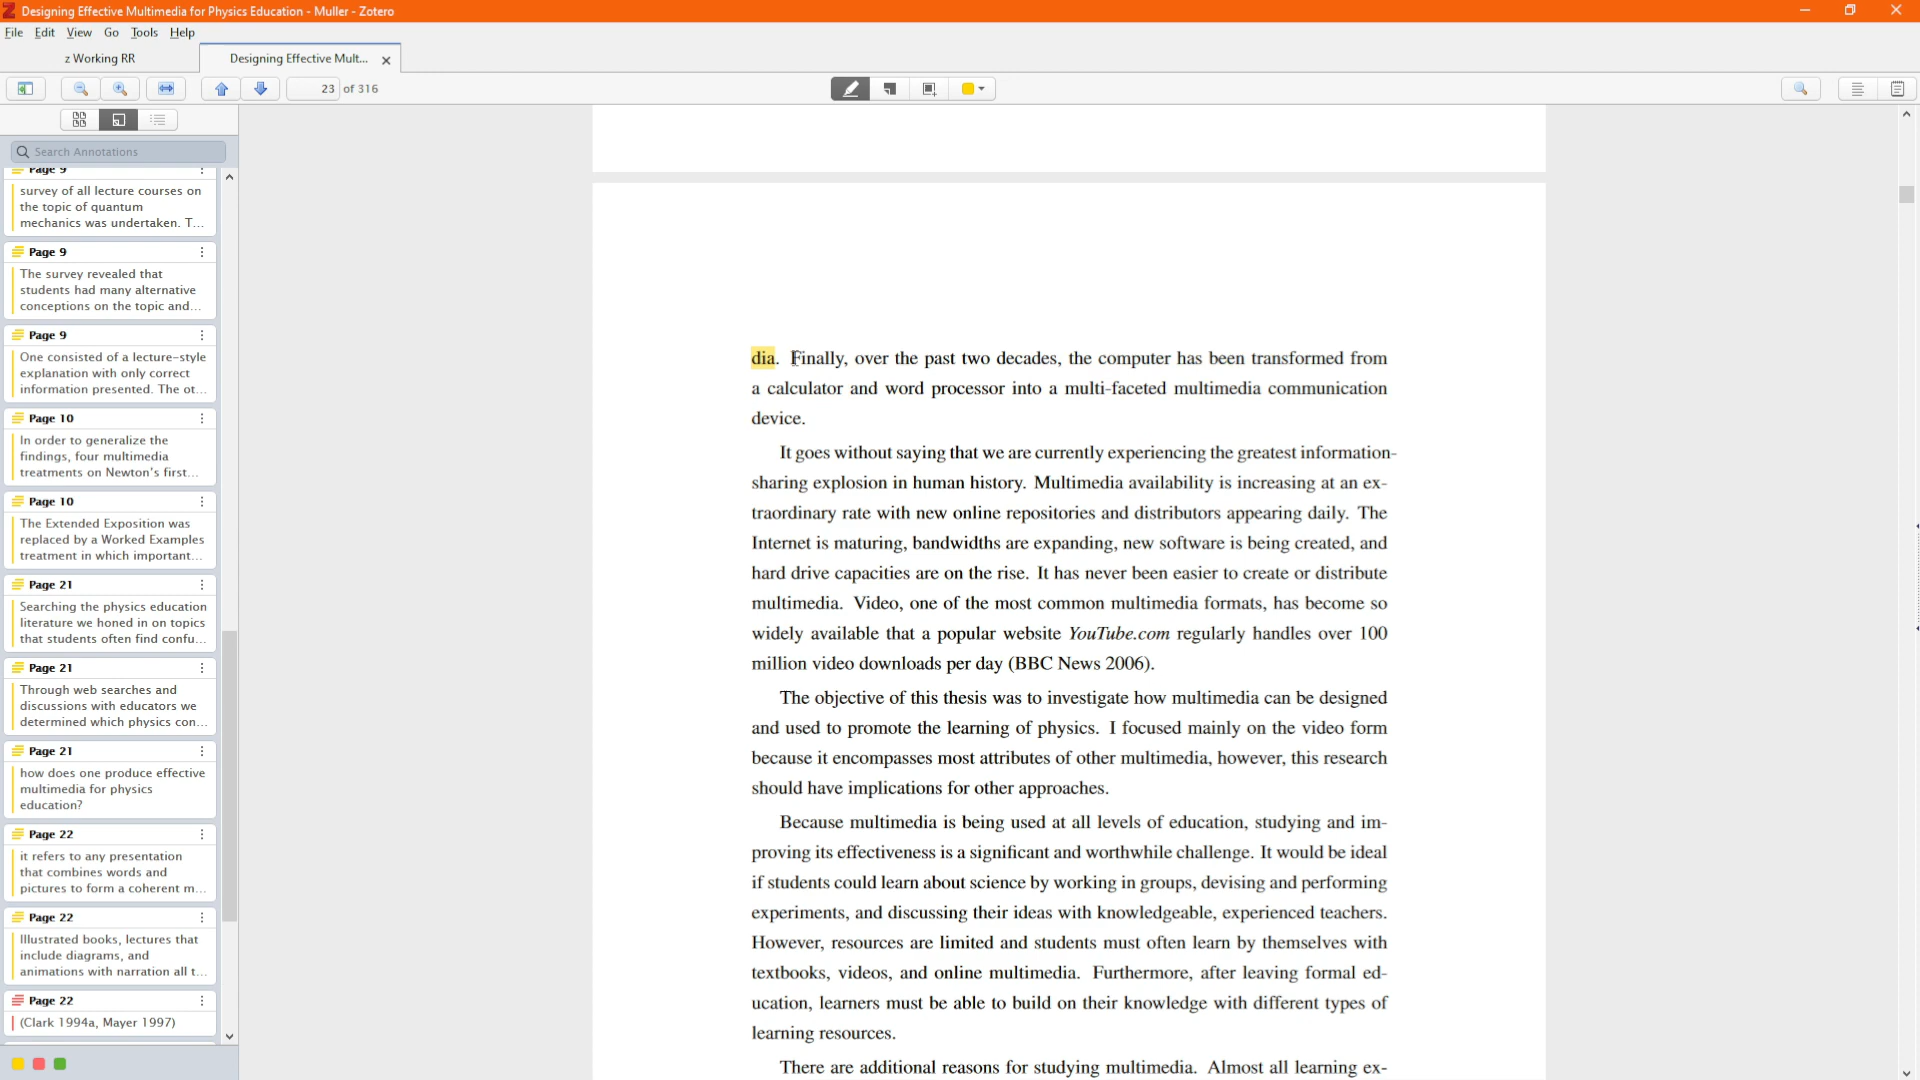 Designing Effective Multimedia for Physics Education - Muller - Zotero
File Edit View Go Tools Help
z Working RR
Designing Effective Mult...
23 of 316
Search Annotations
Page 9
survey of all lecture courses on
the topic of quantum
mechanics was undertaken. T...
Page 9
The survey revealed that
students had many alternative
conceptions on the topic and...
Page 9
One consisted of a lecture-style
explanation with only correct
information presented. The ot...
Page 10
In order to generalize the
findings, four multimedia
treatments on Newton's first...
Page 10
The Extended Exposition was
replaced by a Worked Examples
treatment in which important...
Page 21
Searching the physics education
literature we honed in on topics
that students often find confu...
Page 21
Through web searches and
discussions with educators we
determined which physics con...
Page 21
how does one produce effective
multimedia for physics
education?
Page 22
it refers to any presentation
that combines words and
pictures to form a coherent m...
Page 22
Illustrated books, lectures that
include diagrams, and
animations with narration all t...
Page 22
(Clark 1994a, Mayer 1997)
dia. Finally, over the past two decades, the computer has been transformed from
a calculator and word processor into a multi-faceted multimedia communication
device.
It goes without saying that we are currently experiencing the greatest information-
sharing explosion in human history. Multimedia availability is increasing at an ex-
traordinary rate with new online repositories and distributors appearing daily. The
Internet is maturing, bandwidths are expanding, new software is being created, and
hard drive capacities are on the rise. It has never been easier to create or distribute
multimedia. Video, one of the most common multimedia formats, has become so
widely available that a popular website YouTube.com regularly handles over 100
million video downloads per day (BBC News 2006).
The objective of this thesis was to investigate how multimedia can be designed
and used to promote the learning of physics. I focused mainly on the video form
because it encompasses most attributes of other multimedia, however, this research
should have implications for other approaches.
Because multimedia is being used at all levels of education, studying and im-
proving its effectiveness is a significant and worthwhile challenge. It would be ideal
if students could learn about science by working in groups, devising and performing
experiments, and discussing their ideas with knowledgeable, experienced teachers.
However, resources are limited and students must often learn by themselves with
textbooks, videos, and online multimedia. Furthermore, after leaving formal ed-
ucation, learners must be able to build on their knowledge with different types of
learning resources.
There are additional reasons for studying multimedia. Almost all learning ex-